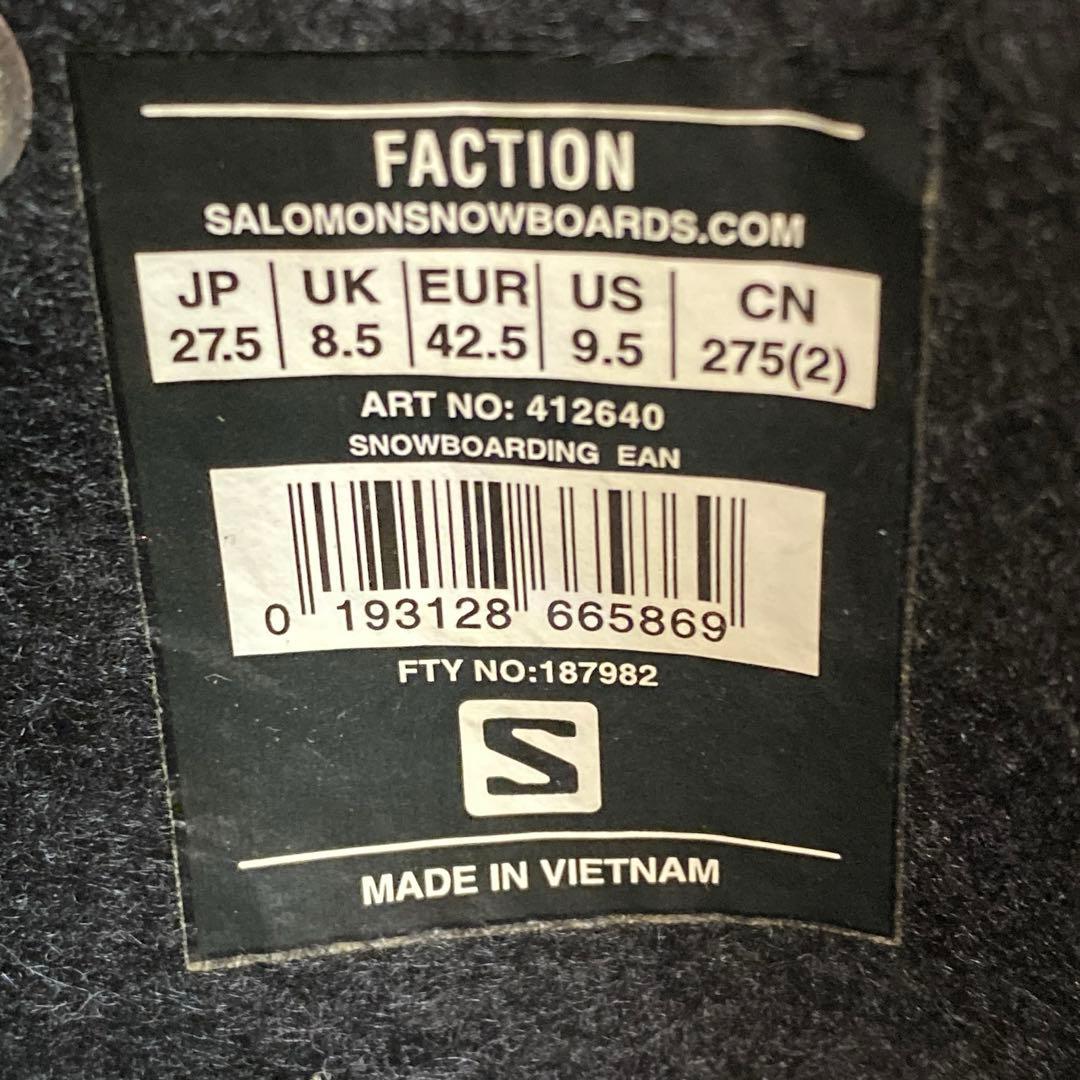 FACTION
SALOMONSNOWBOARDS.COM
JP UK EUR US CN
27.5 8.5 42.5 9.5 275(2)
ART NO: 412640
SNOWBOARDING EAN
0 193128 665869
FTY NO:187982
S
MADE IN VIETNAM